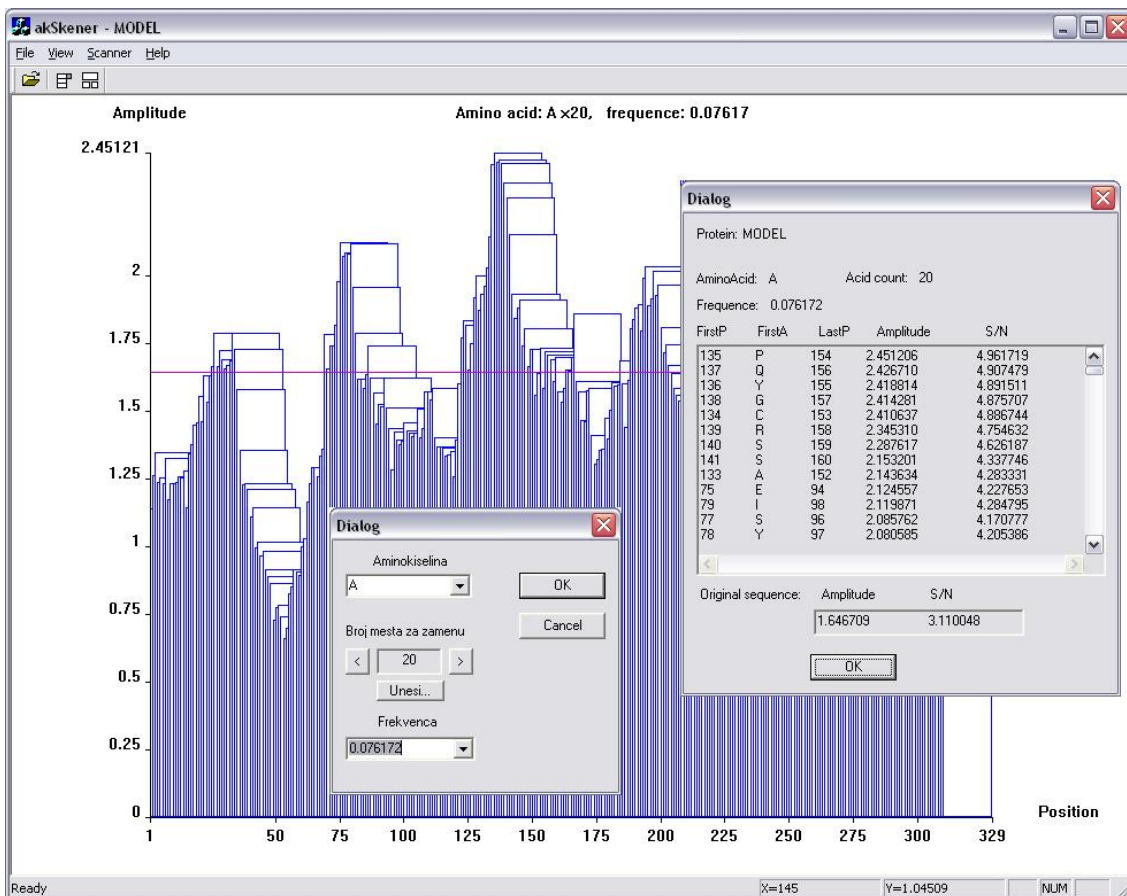 akSkener - MODEL
File View Scanner Help
Amplitude
Amino acid: A ×20, frequence: 0.07617
2.45121
2
1.75
1.5
1.25
1
0.75
0.5
0.25
0
1 50 75 100 125 150 175 200 225 250 275 300 329
Position
Dialog
Protein: MODEL
AminoAcid: A Acid count: 20
Frequence: 0.076172
FirstP FirstA LastP Amplitude S/N
135 P 154 2.451206 4.961719
137 Q 156 2.426710 4.907479
136 Y 155 2.418814 4.891511
138 G 157 2.414281 4.875707
134 C 153 2.410637 4.886744
139 R 158 2.345310 4.754632
140 S 159 2.287617 4.626187
141 S 160 2.153201 4.337746
133 A 152 2.143634 4.283331
75 E 94 2.124557 4.227653
79 I 98 2.119871 4.284795
77 S 96 2.085762 4.170777
78 Y 97 2.080585 4.205386
Original sequence: Amplitude S/N
1.646709 3.110048
OK
Dialog
Aminokiselina
A
OK
Cancel
Broj mesta za zamenu
< 20 >
Unesi...
Frekvenca
0.076172
Ready X=145 Y=1.04509 NUM